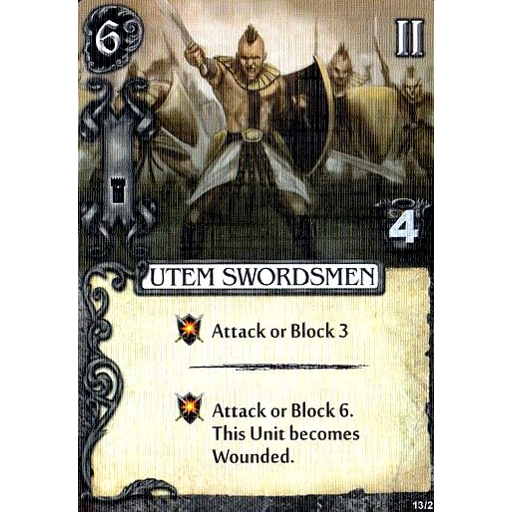 6
II
4
UTEM SWORDSMEN
Attack or Block 3
Attack or Block 6.
This Unit becomes
Wounded.
13/2